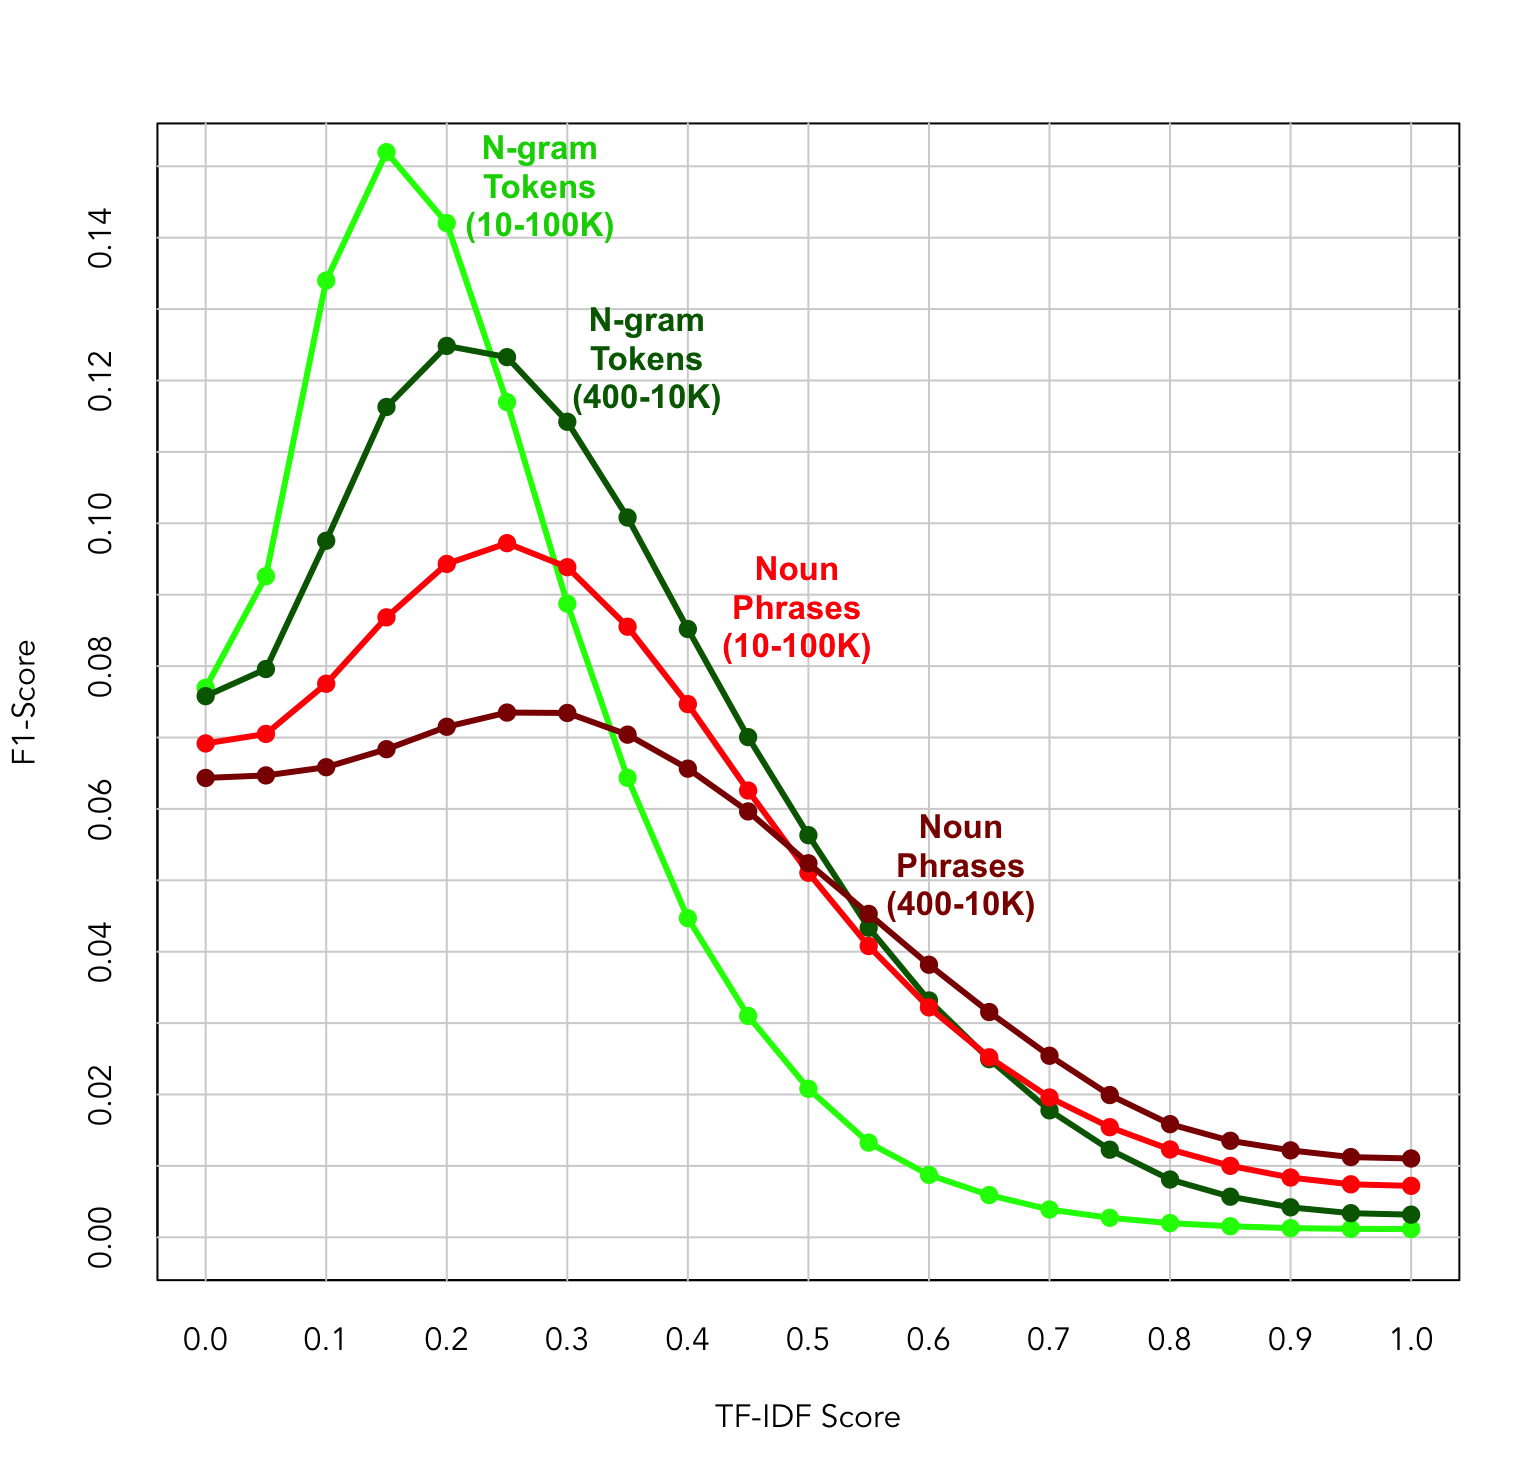 N-gram
Tokens
(10-100K)
N-gram
Tokens
(400-10K)
Noun
Phrases
(10-100K)
Noun
Phrases
(400-10K)
F1-Score
0.14
0.12
0.10
0.08
0.06
0.04
0.02
0.00
0.0 0.1 0.2 0.3 0.4 0.5 0.6 0.7 0.8 0.9 1.0
TF-IDF Score